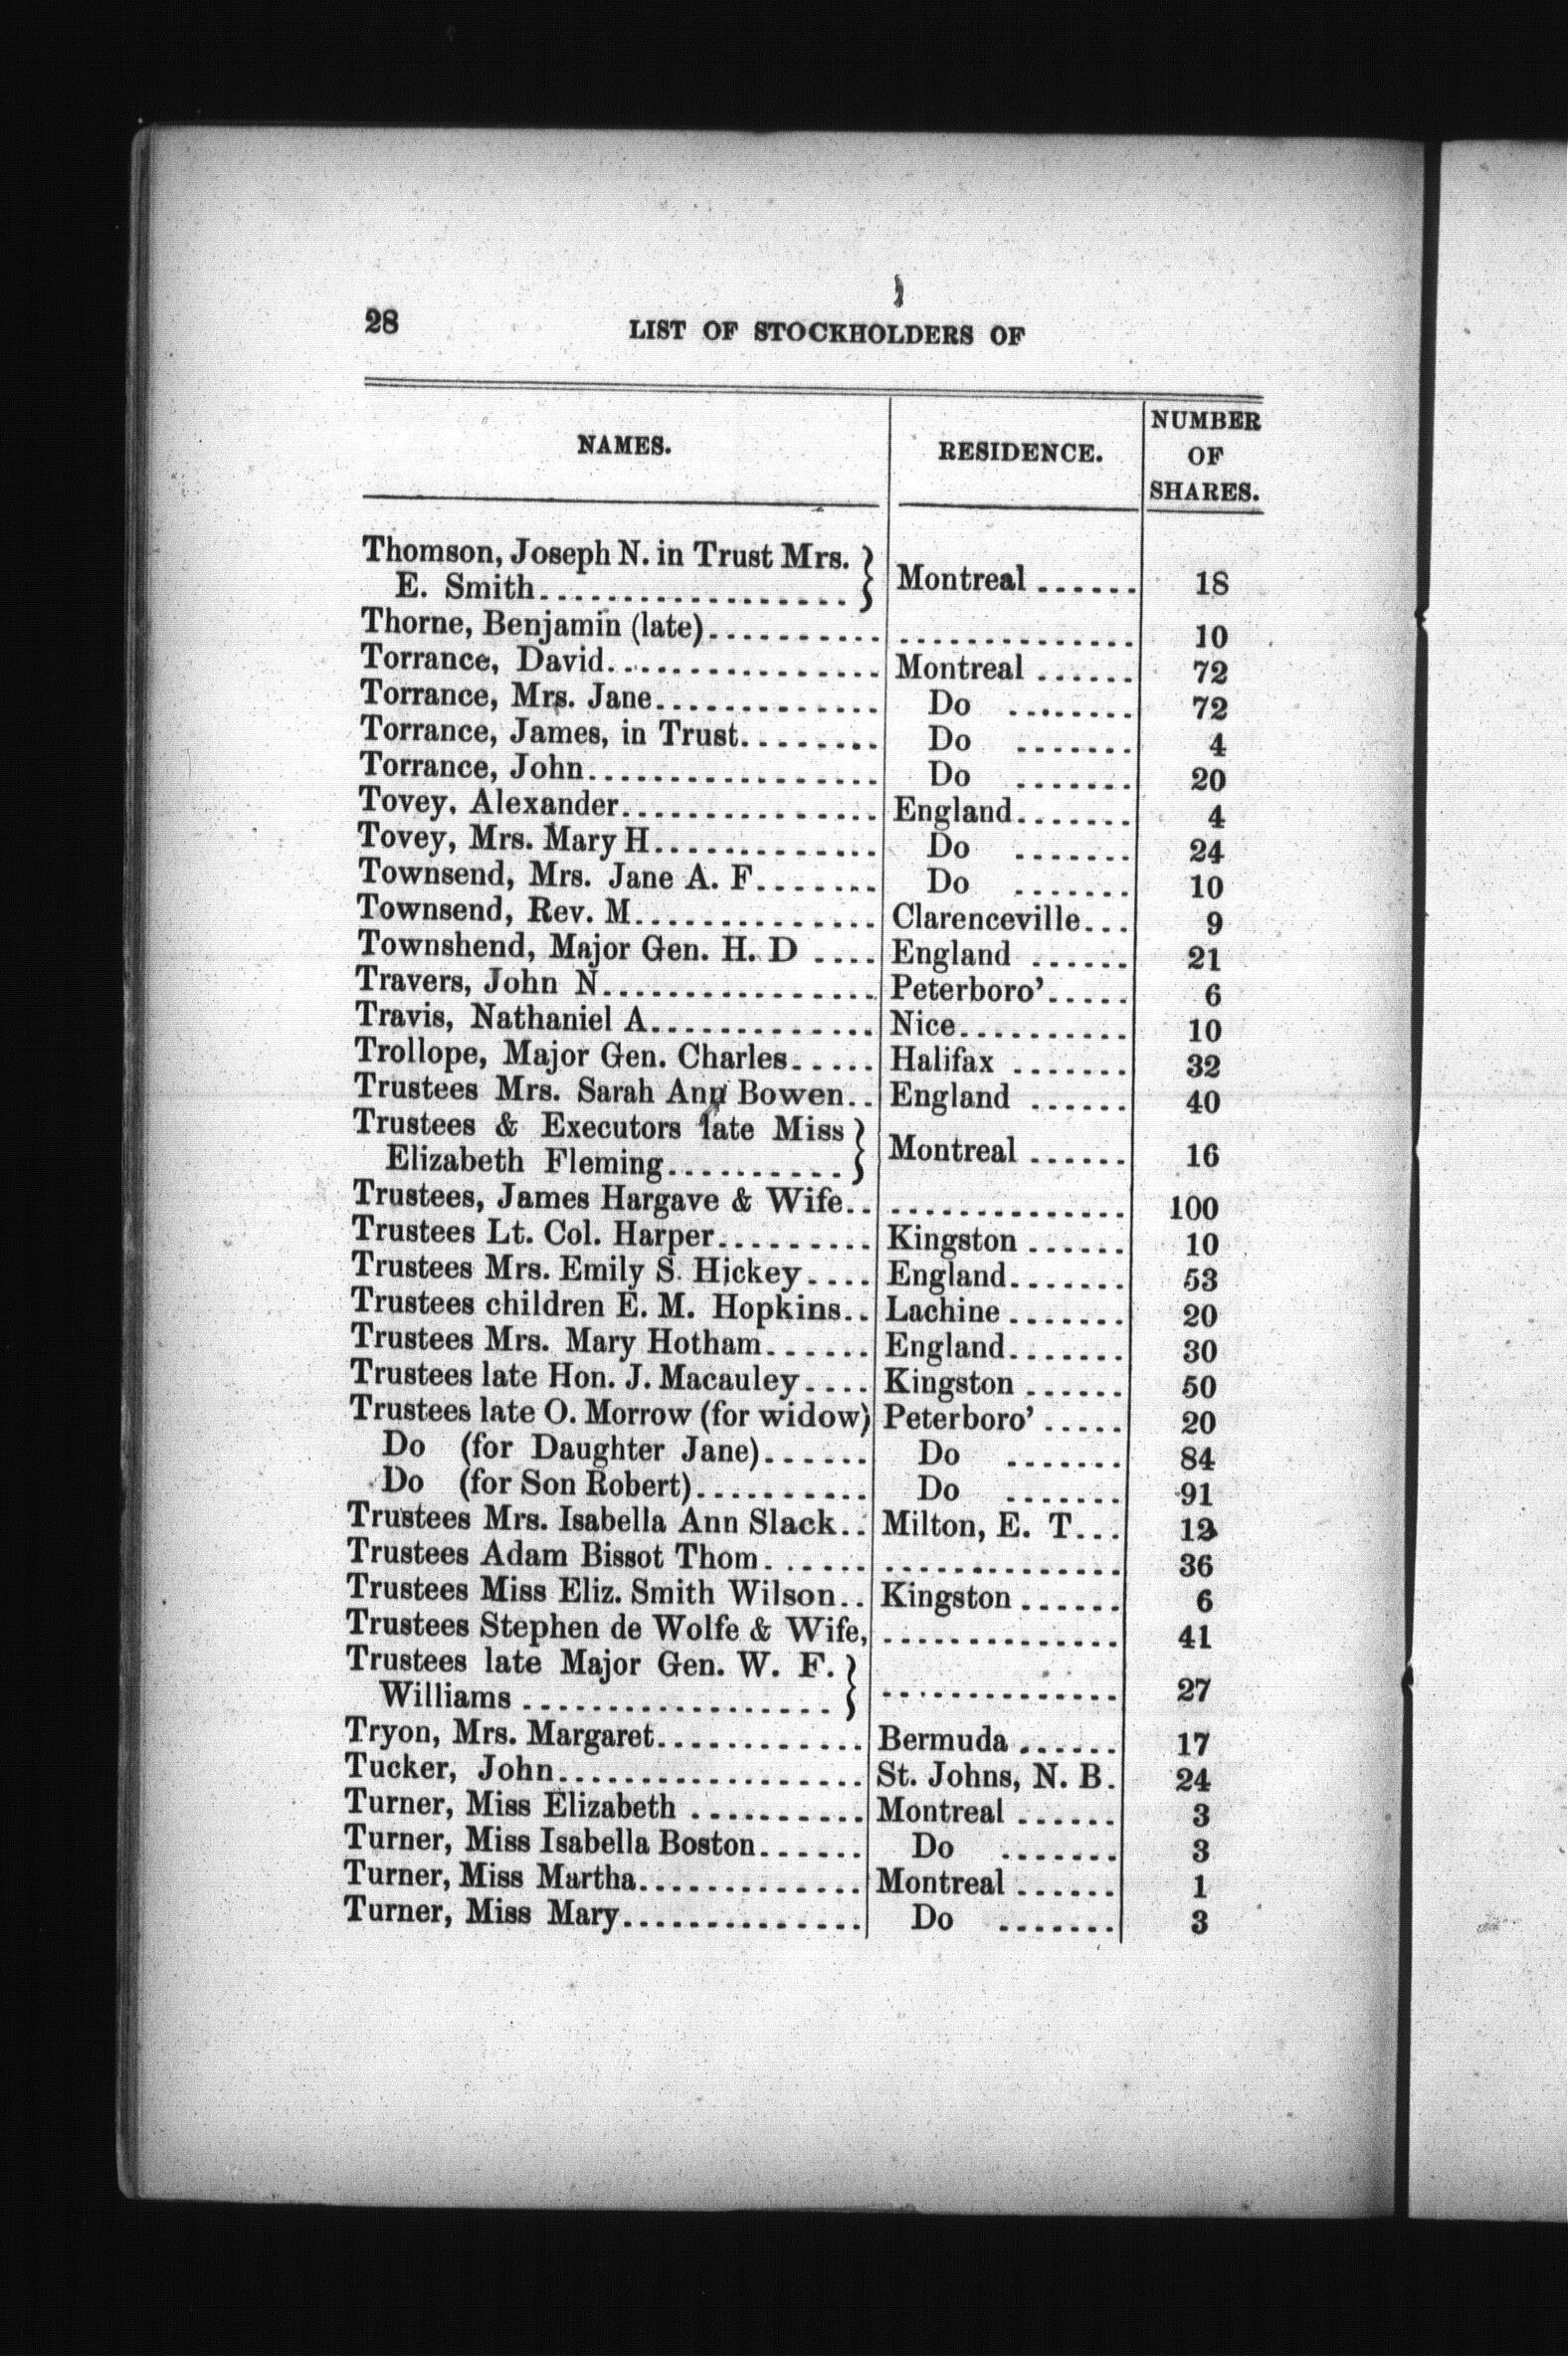 28
LIST OF STOCKHOLDERS OF
NAMES. RESIDENCE. NUMBER OF SHARES.
Thomson, Joseph N. in Trust Mrs.
E. Smith................. } Montreal ...... 18
Thorne, Benjamin (late)........... .............. 10
Torrance, David................. Montreal ...... 72
Torrance, Mrs. Jane.............. Do ........ 72
Torrance, James, in Trust........ Do ....... 4
Torrance, John.................. Do ....... 20
Tovey, Alexander................ England....... 4
Tovey, Mrs. Mary H.............. Do ....... 24
Townsend, Mrs. Jane A. F....... Do ....... 10
Townsend, Rev. M............... Clarenceville... 9
Townshend, Major Gen. H. D .... England ...... 21
Travers, John N................. Peterboro'..... 6
Travis, Nathaniel A.............. Nice.......... 10
Trollope, Major Gen. Charles..... Halifax ....... 32
Trustees Mrs. Sarah Ann Bowen.. England ...... 40
Trustees & Executors late Miss
Elizabeth Fleming........... } Montreal ...... 16
Trustees, James Hargave & Wife.. .............. 100
Trustees Lt. Col. Harper.......... Kingston ...... 10
Trustees Mrs. Emily S. Hickey.... England....... 53
Trustees children E. M. Hopkins.. Lachine ....... 20
Trustees Mrs. Mary Hotham...... England....... 30
Trustees late Hon. J. Macauley.... Kingston ...... 50
Trustees late O. Morrow (for widow) Peterboro' ..... 20
Do (for Daughter Jane)...... Do ....... 84
Do (for Son Robert)........... Do ....... 91
Trustees Mrs. Isabella Ann Slack.. Milton, E. T... 12
Trustees Adam Bissot Thom...... .............. 36
Trustees Miss Eliz. Smith Wilson.. Kingston ...... 6
Trustees Stephen de Wolfe & Wife, .............. 41
Trustees late Major Gen. W. F.
Williams ................... } .............. 27
Tryon, Mrs. Margaret............. Bermuda ...... 17
Tucker, John................... St. Johns, N. B. 24
Turner, Miss Elizabeth ........... Montreal ...... 3
Turner, Miss Isabella Boston...... Do ....... 3
Turner, Miss Martha.............. Montreal ...... 1
Turner, Miss Mary............... Do ....... 3